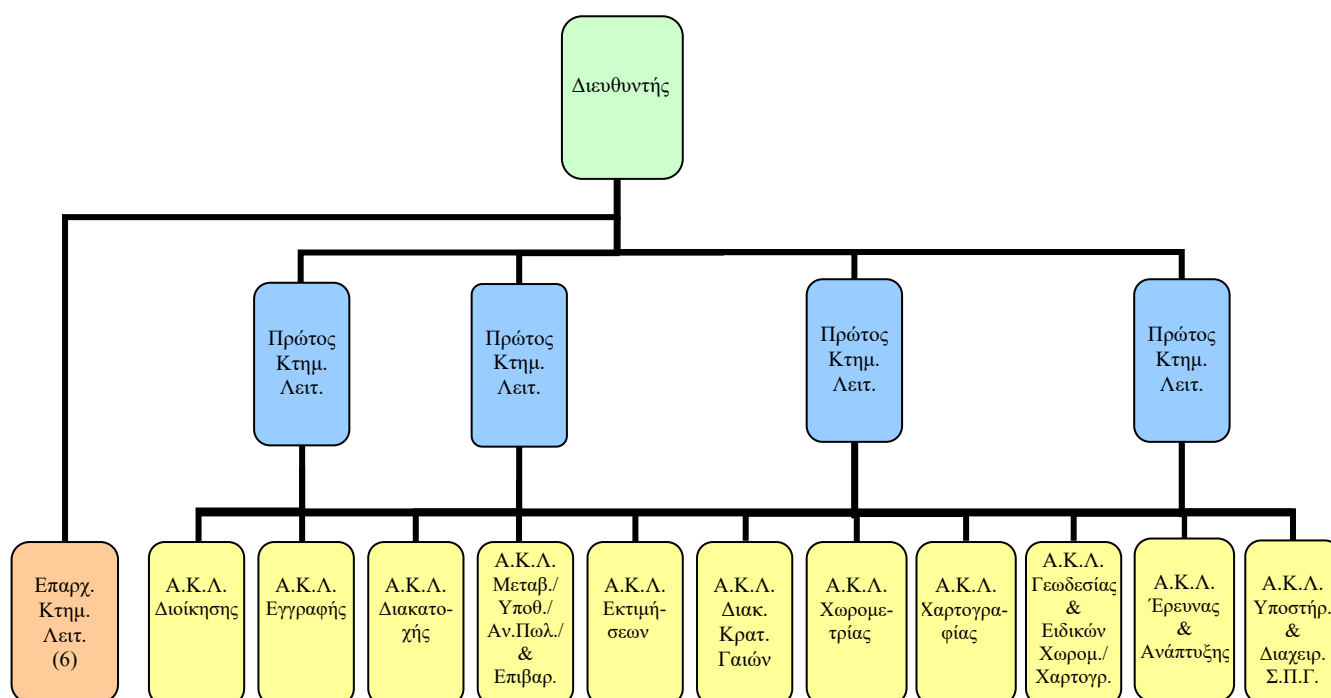 Διευθυντής
Πρώτος
Κτημ.
Λειτ.
Πρώτος
Κτημ.
Λειτ.
Πρώτος
Κτημ.
Λειτ.
Πρώτος
Κτημ.
Λειτ.
Επαρχ.
Κτημ.
Λειτ.
(6)
Α.Κ.Λ.
Διοίκησης
Α.Κ.Λ.
Εγγραφής
Α.Κ.Λ.
Διακατο-
χής
Α.Κ.Λ.
Μεταβ./
Υποθ./
Αν.Πωλ./
&
Επιβαρ.
Α.Κ.Λ.
Εκτιμή-
σεων
Α.Κ.Λ.
Διακ.
Κρατ.
Γαιών
Α.Κ.Λ.
Χωρομε-
τρίας
Α.Κ.Λ.
Χαρτογρα-
φίας
Α.Κ.Λ.
Γεωδεσίας
&
Ειδικών
Χωρομ./
Χαρτογρ.
Α.Κ.Λ.
Έρευνας
&
Ανάπτυξης
Α.Κ.Λ.
Υποστήρ.
&
Διαχειρ.
Σ.Π.Γ.